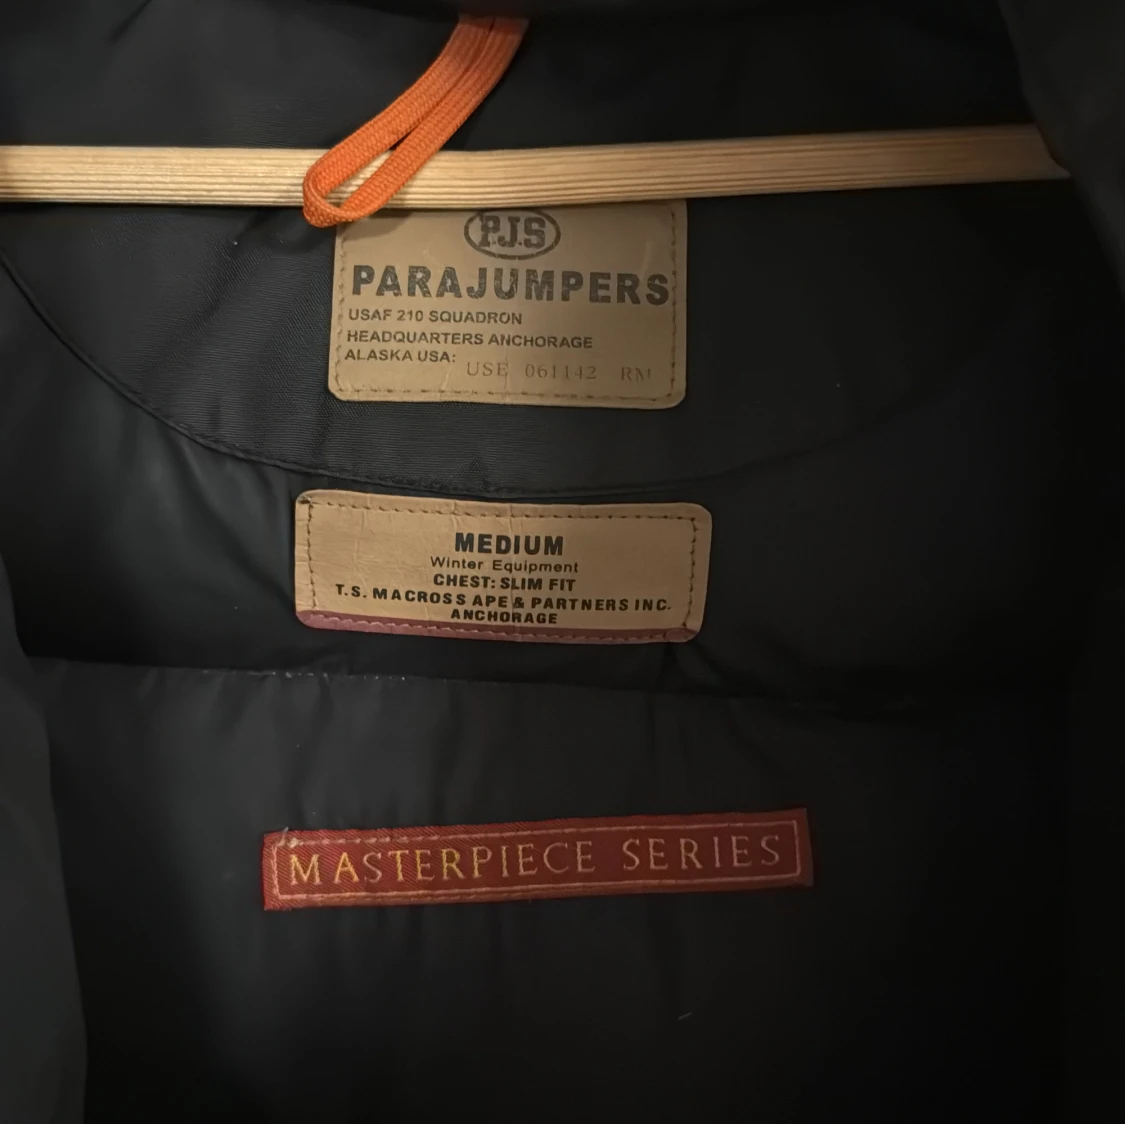 P.J.S
PARAJUMPERS
USAF 210 SQUADRON
HEADQUARTERS ANCHORAGE
ALASKA USA: USE 061142 RM
MEDIUM
Winter Equipment
CHEST: SLIM FIT
T.S. MACROSS APE & PARTNERS INC.
ANCHORAGE
MASTERPIECE SERIES